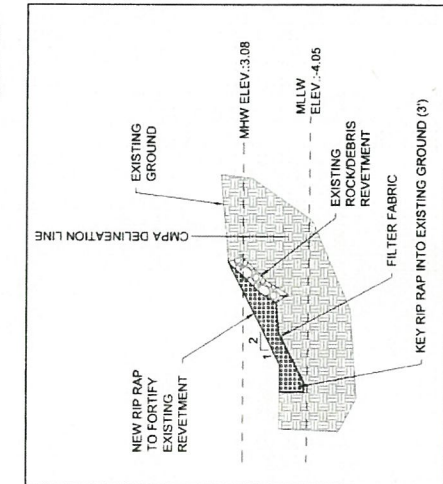 EXISTING
GROUND
CMPA DELINEATION LINE
MHW ELEV.:3.08
MLLW
ELEV.:-4.05
NEW RIP RAP
TO FORTIFY
EXISTING
REVETMENT
2
1
EXISTING
ROCK/DEBRIS
REVETMENT
FILTER FABRIC
KEY RIP RAP INTO EXISTING GROUND (3')